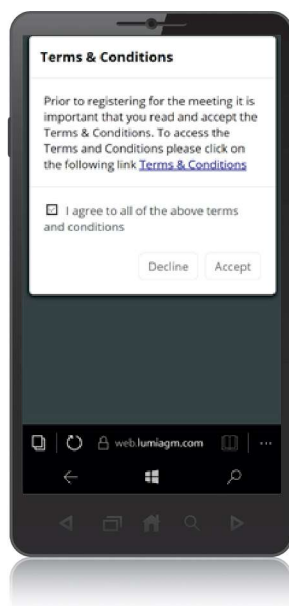 Terms & Conditions
Prior to registering for the meeting it is
important that you read and accept the
Terms & Conditions. To access the
Terms and Conditions please click on
the following link Terms & Conditions
I agree to all of the above terms
and conditions
Decline Accept
web.lumiagm.com